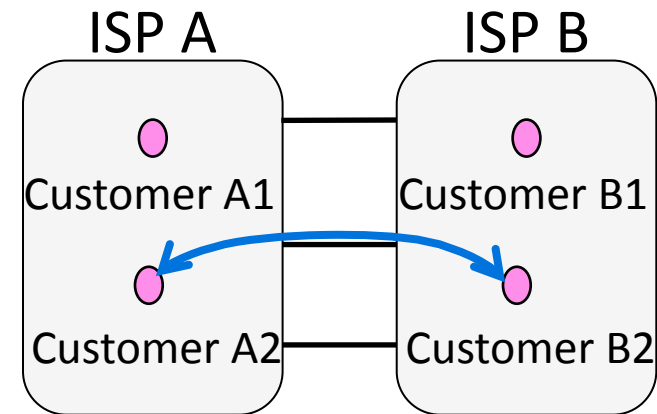 ISP A
ISP B
Customer A1
Customer B1
Customer A2
Customer B2